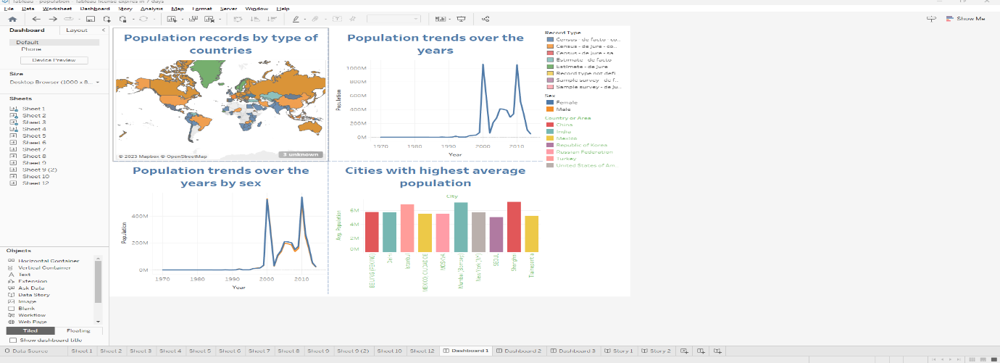 Tableau - population - Tableau license expires in 7 days
File Data Worksheet Dashboard Story Analysis Map Format Server Window Help
Show Me
Dashboard Layout
Default
Phone
Device Preview
Size
Desktop Browser (1000 x 8...
Sheets
Sheet 1
Sheet 2
Sheet 3
Sheet 4
Sheet 5
Sheet 6
Sheet 7
Sheet 8
Sheet 9
Sheet 9 (2)
Sheet 10
Sheet 12
Objects
Horizontal Container
Vertical Container
Text
Extension
Ask Data
Data Story
Image
Blank
Workflow
Web Page
Tiled Floating
Show dashboard title
Population records by type of
countries
© 2023 Mapbox © OpenStreetMap
3 unknown
Population trends over the
years
Population
1000M
800M
600M
400M
200M
0M
1970 1980 1990 2000 2010
Year
Record Type
Census - de facto - co...
Census - de jure - co...
Census - de jure - sa...
Estimate - de facto
Estimate - de jure
Record type not defi...
Sample survey - de f...
Sample survey - de ju...
Sex
Female
Male
Country or Area
China
India
Mexico
Republic of Korea
Russian Federation
Turkey
United States of Am...
Population trends over the
years by sex
Population
400M
200M
0M
1970 1980 1990 2000 2010
Year
Cities with highest average
population
City
Avg. Population
6M
4M
2M
0M
BEIJING (PEKING)
Delhi
Istanbul
MEXICO, CIUDAD DE
MOSKVA
Mumbai (Bombay)
New York (NY)
SEOUL
Shanghai
Data Source Sheet 1 Sheet 2 Sheet 3 Sheet 4 Sheet 5 Sheet 6 Sheet 7 Sheet 8 Sheet 9 Sheet 9 (2) Sheet 10 Sheet 12 Dashboard 1 Dashboard 2 Dashboard 3 Story 1 Story 2